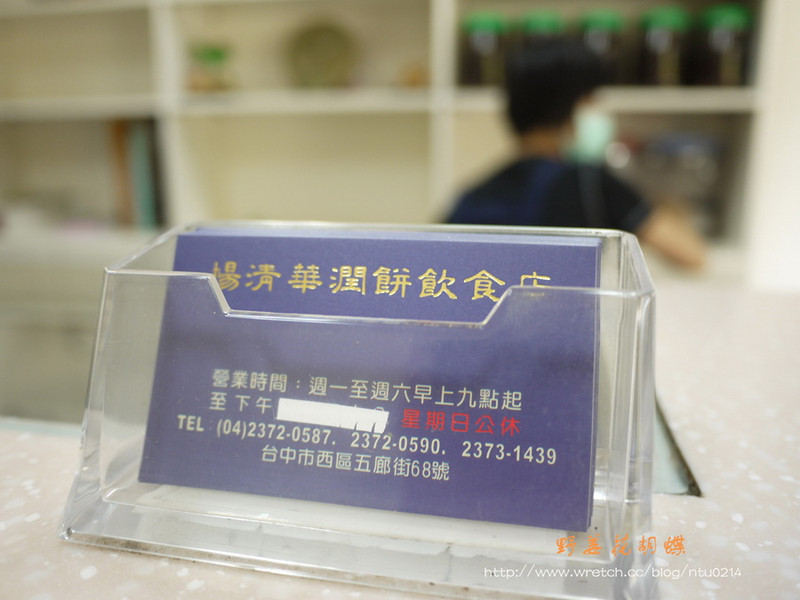 楊清華潤餅飲食店
營業時間：週一至週六早上九點起
至下午 星期日公休
TEL：(04)2372-0587. 2372-0590. 2373-1439
台中市西區五廊街68號
野薑花胡蝶
http://www.wretch.cc/blog/ntu0214